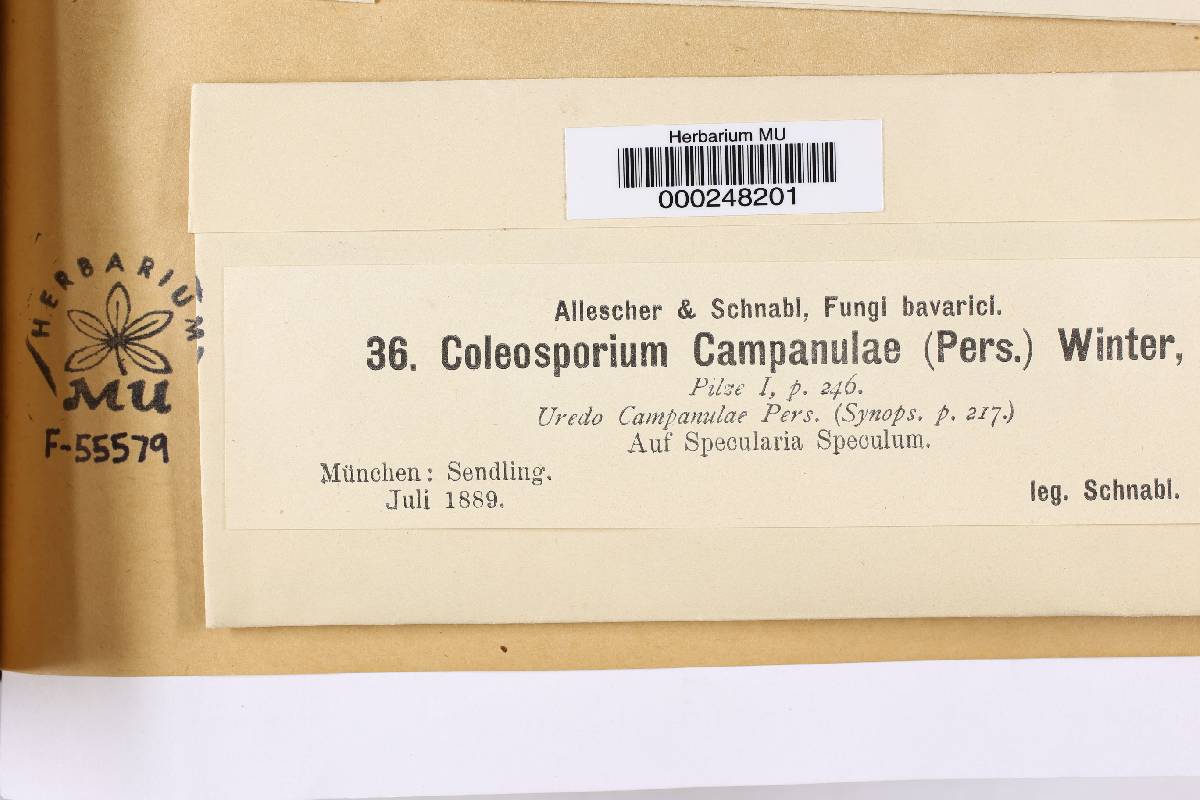 Herbarium MU
000248201
HERBARIUM
MU
F-55579
Allescher & Schnabl, Fungi bavarici.
36. Coleosporium Campanulae (Pers.) Winter,
Pilze I, p. 246.
Uredo Campanulae Pers. (Synops. p. 217.)
Auf Specularia Speculum.
München: Sendling.
Juli 1889.
leg. Schnabl.